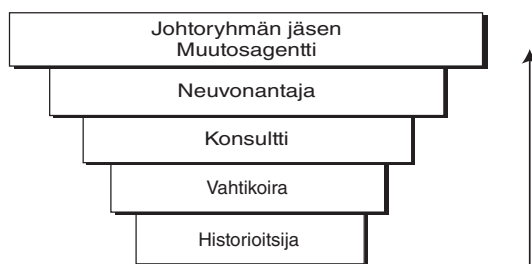 Johtoryhmän jäsen
Muutosagentti
Neuvonantaja
Konsultti
Vahtikoira
Historioitsija